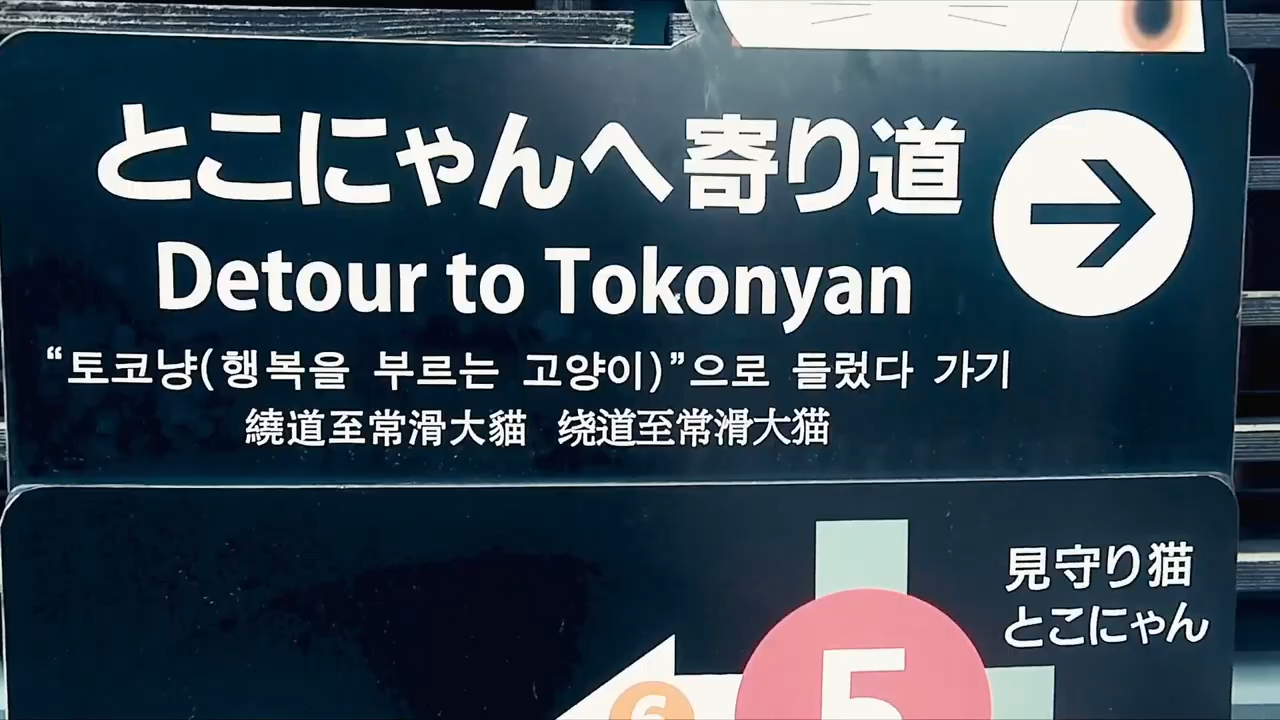 とこにゃんへ寄り道
Detour to Tokonyan
“토코냥(행복을 부르는 고양이)”으로 들렀다 가기
繞道至常滑大貓 绕道至常滑大猫
見守り猫
とこにゃん
5
6